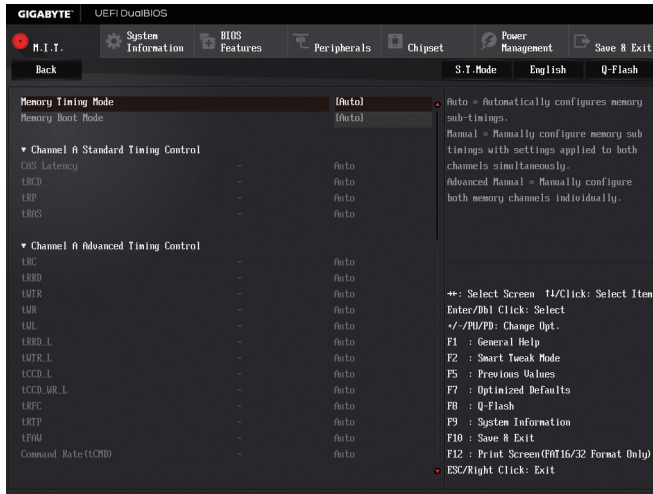 GIGABYTE™ UEFI DualBIOS
M.I.T. System Information BIOS Features Peripherals Chipset Power Management Save & Exit
Back S.T.Mode English Q-Flash
Memory Timing Mode [Auto]
Memory Boot Mode [Auto]
▼ Channel A Standard Timing Control
CAS Latency - Auto
tRCD - Auto
tRP - Auto
tRAS - Auto
▼ Channel A Advanced Timing Control
tRC - Auto
tRRD - Auto
tWTR - Auto
tWR - Auto
tWL - Auto
tRRD_L - Auto
tWTR_L - Auto
tCCD_L - Auto
tCCD_WR_L - Auto
tRFC - Auto
tRTP - Auto
tFAW - Auto
Command Rate(tCMD) - Auto
Auto = Automatically configures memory
sub-timings.
Manual = Manually configure memory sub
timings with settings applied to both
channels simultaneously.
Advanced Manual = Manually configure
both memory channels individually.
→←: Select Screen ↑↓/Click: Select Item
Enter/Dbl Click: Select
+/-/PU/PD: Change Opt.
F1 : General Help
F2 : Smart Tweak Mode
F5 : Previous Values
F7 : Optimized Defaults
F8 : Q-Flash
F9 : System Information
F10 : Save & Exit
F12 : Print Screen(FAT16/32 Format Only)
ESC/Right Click: Exit